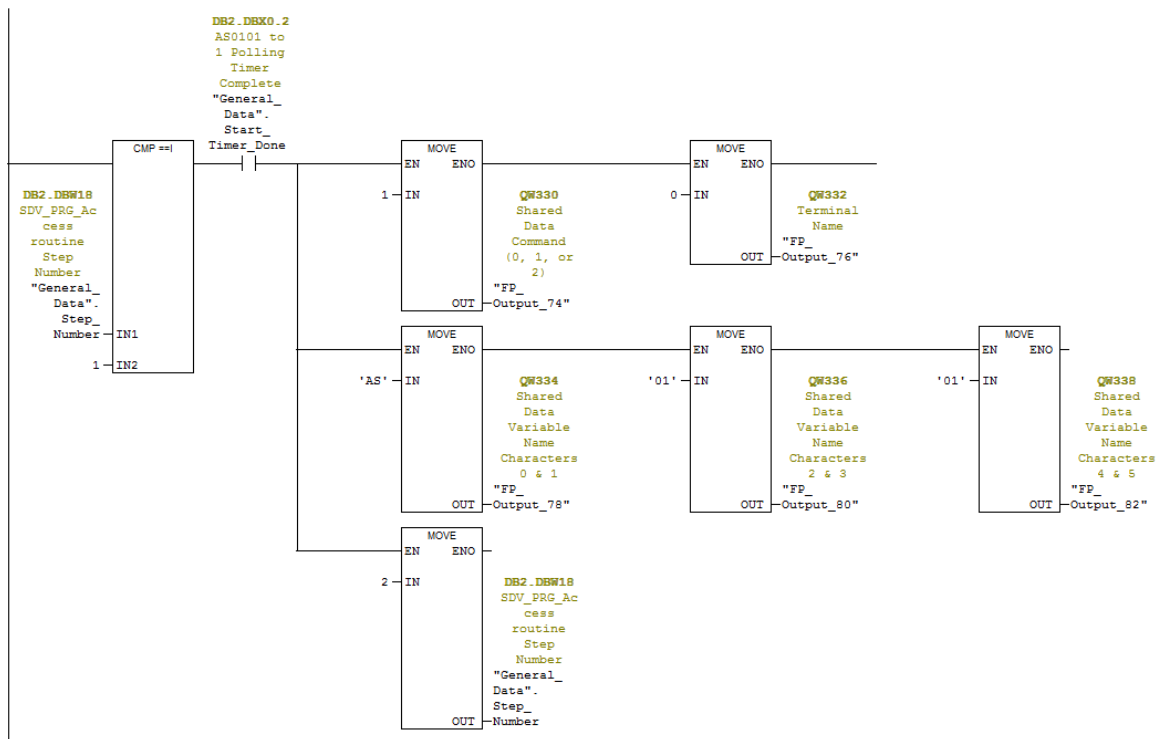 DB2.DBX0.2
AS0101 to
1 Polling
Timer
Complete
"General_
Data".
Start_
Timer_Done
CMP ==I
DB2.DBW18
SDV_PRG_Ac
cess
routine
Step
Number
"General_
Data".
Step_
Number
IN1
1
IN2
MOVE
EN ENO
1
IN
QW330
Shared
Data
Command
(0, 1, or
2)
"FP_
OUT
Output_74"
MOVE
EN ENO
0
IN
QW332
Terminal
Name
"FP_
OUT
Output_76"
MOVE
EN ENO
'AS'
IN
QW334
Shared
Data
Variable
Name
Characters
0 & 1
"FP_
OUT
Output_78"
MOVE
EN ENO
'01'
IN
QW336
Shared
Data
Variable
Name
Characters
2 & 3
"FP_
OUT
Output_80"
MOVE
EN ENO
'01'
IN
QW338
Shared
Data
Variable
Name
Characters
4 & 5
"FP_
OUT
Output_82"
MOVE
EN ENO
2
IN
DB2.DBW18
SDV_PRG_Ac
cess
routine
Step
Number
"General_
Data".
Step_
OUT
Number